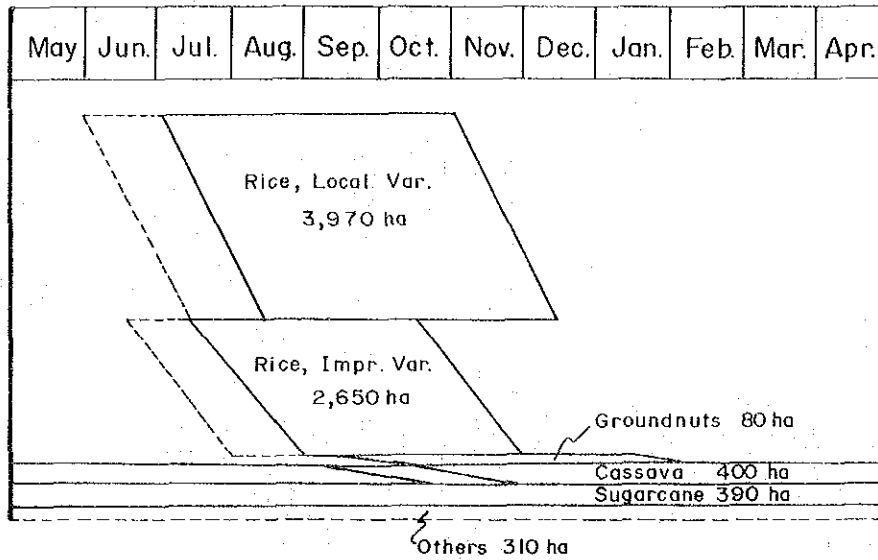 May Jun. Jul. Aug. Sep. Oct. Nov. Dec. Jan. Feb. Mar. Apr.
Rice, Local Var.
3,970 ha
Rice, Impr. Var.
2,650 ha
Groundnuts 80 ha
Cassava 400 ha
Sugarcane 390 ha
Others 310 ha